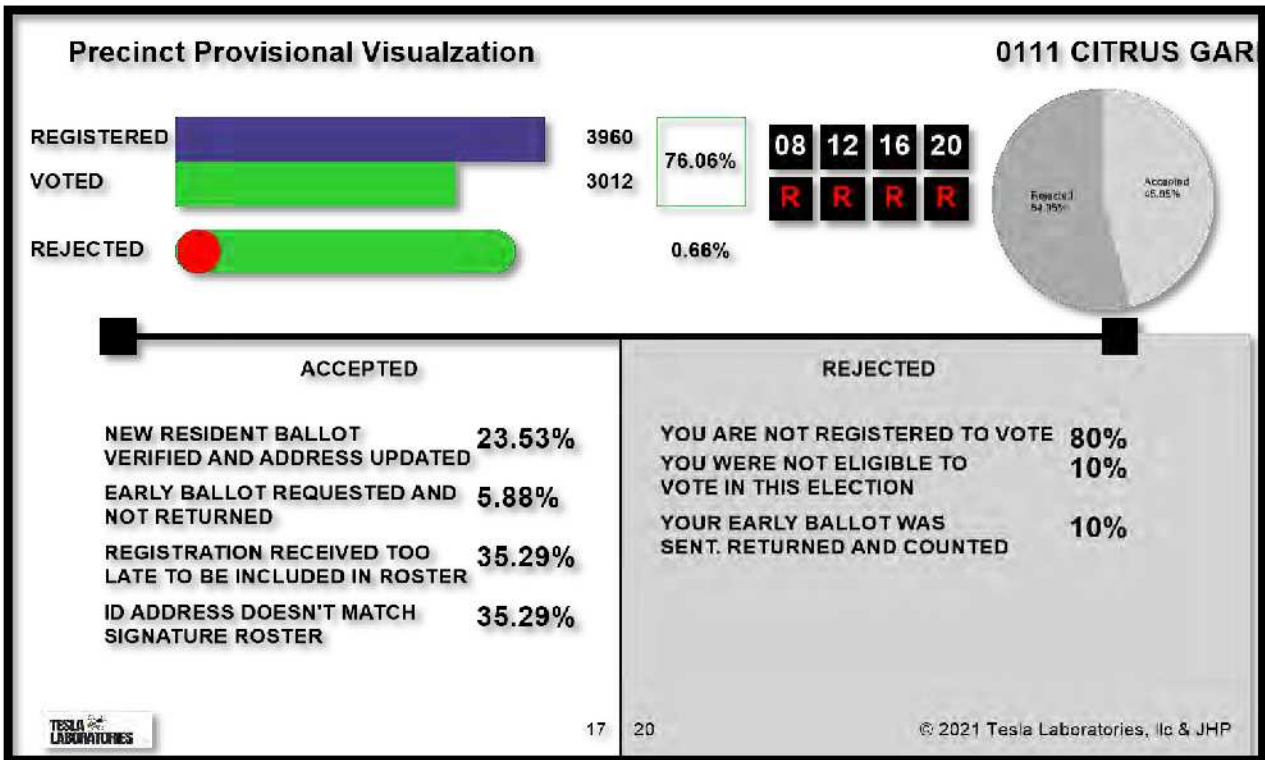 Precinct Provisional Visualzation
0111 CITRUS GAR
REGISTERED
3960
VOTED
3012
76.06%
08 12 16 20
R R R R
REJECTED
0.66%
Rejected
Accepted
ACCEPTED
NEW RESIDENT BALLOT
VERIFIED AND ADDRESS UPDATED
23.53%
EARLY BALLOT REQUESTED AND
NOT RETURNED
5.88%
REGISTRATION RECEIVED TOO
LATE TO BE INCLUDED IN ROSTER
35.29%
ID ADDRESS DOESN'T MATCH
SIGNATURE ROSTER
35.29%
REJECTED
YOU ARE NOT REGISTERED TO VOTE 80%
YOU WERE NOT ELIGIBLE TO
VOTE IN THIS ELECTION
10%
YOUR EARLY BALLOT WAS
SENT. RETURNED AND COUNTED
10%
TESLA
LABORATORIES
17
20
© 2021 Tesla Laboratories, llc & JHP